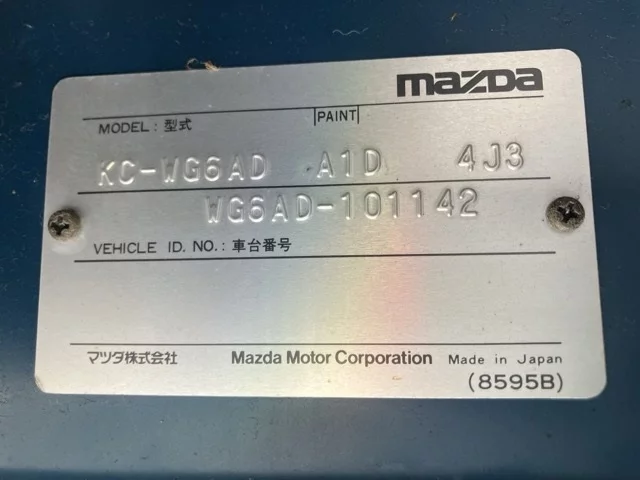 mazda
MODEL : 型式 PAINT
KC-WG6AD A1D 4J3
WG6AD-101142
VEHICLE ID. NO. : 車台番号
マツダ株式会社 Mazda Motor Corporation Made in Japan
(8595B)